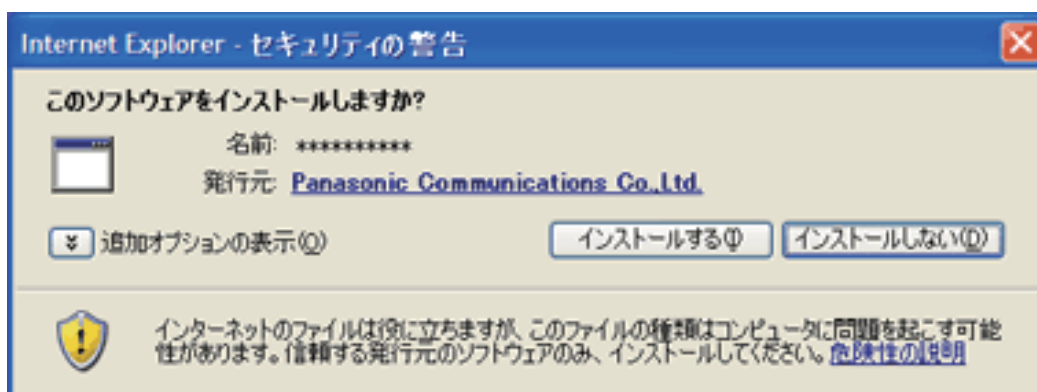 Internet Explorer - セキュリティの警告
このソフトウェアをインストールしますか?
名前: **********
発行元: Panasonic Communications Co.,Ltd.
追加オプションの表示(O)
インストールする(I)
インストールしない(D)
インターネットのファイルは役に立ちますが、このファイルの種類はコンピュータに問題を起こす可能
性があります。信頼する発行元のソフトウェアのみ、インストールしてください。危険性の説明